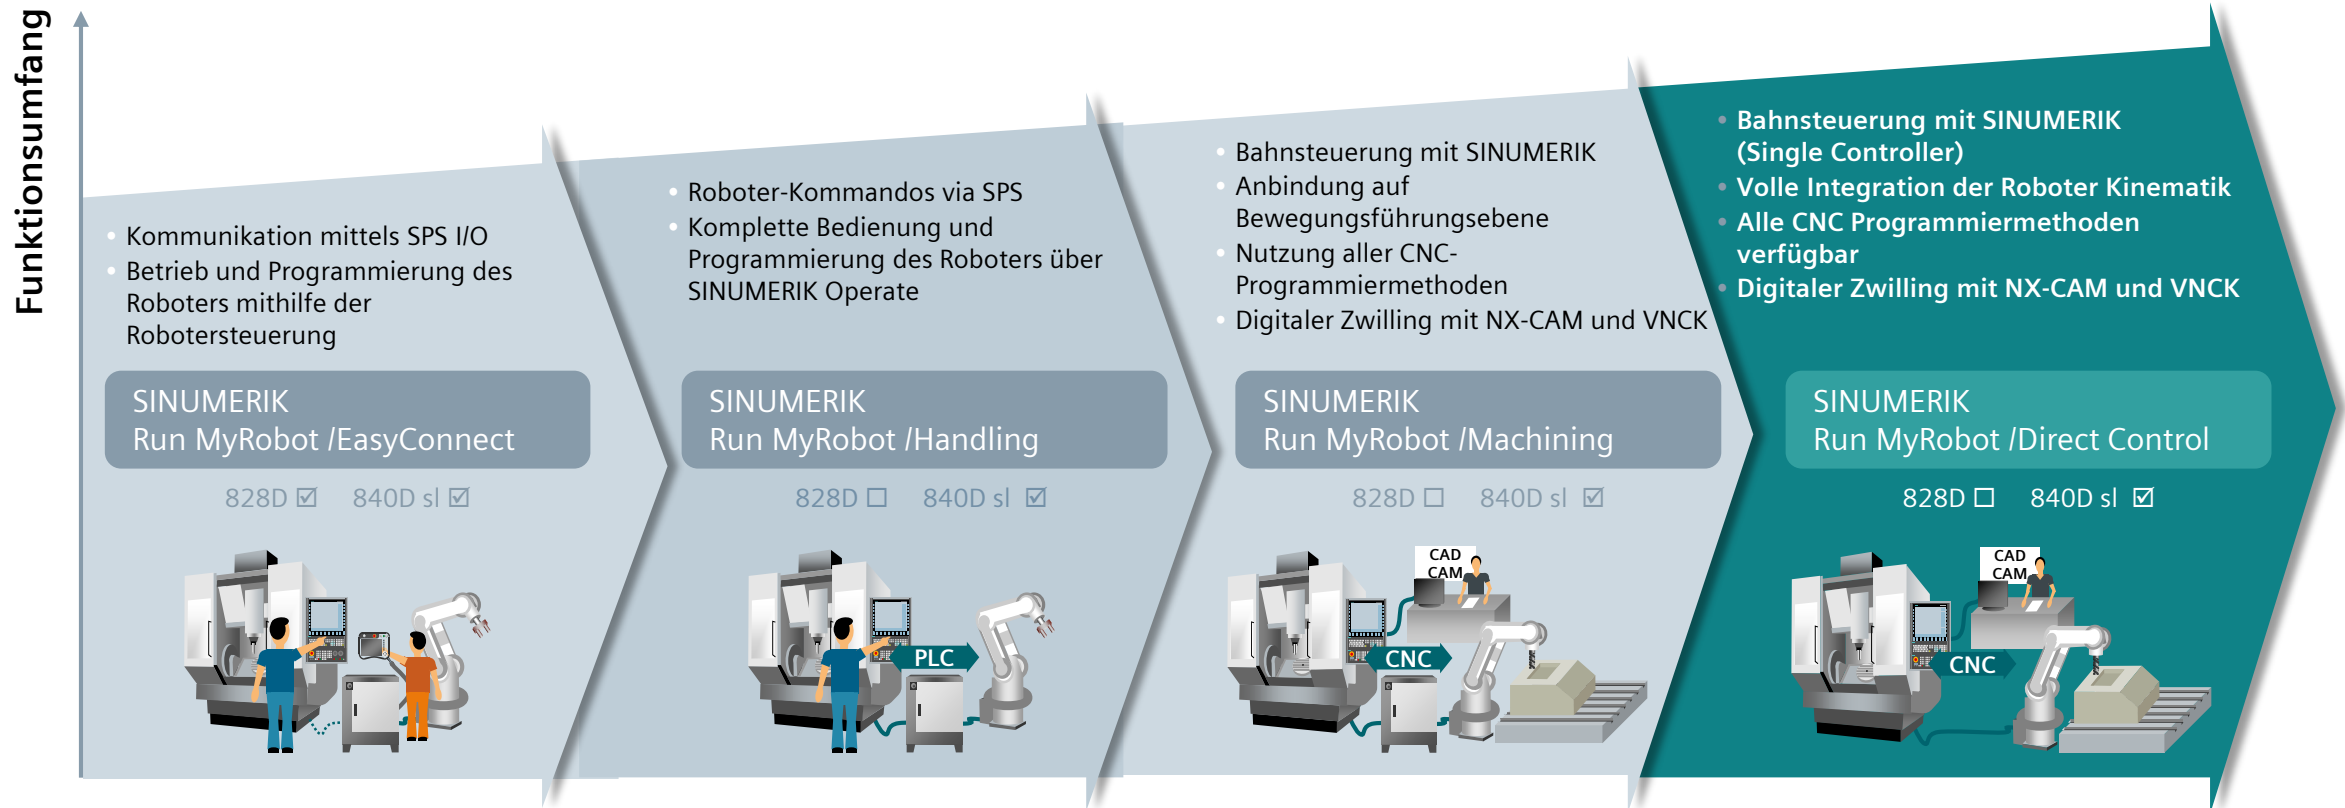 Funktionsumfang
• Kommunikation mittels SPS I/O
• Betrieb und Programmierung des
Roboters mithilfe der
Robotersteuerung
SINUMERIK
Run MyRobot /EasyConnect
828D ☑ 840D sl ☑
• Roboter-Kommandos via SPS
• Komplette Bedienung und
Programmierung des Roboters über
SINUMERIK Operate
SINUMERIK
Run MyRobot /Handling
828D ☐ 840D sl ☑
PLC
• Bahnsteuerung mit SINUMERIK
• Anbindung auf
Bewegungsführungsebene
• Nutzung aller CNC-
Programmiermethoden
• Digitaler Zwilling mit NX-CAM und VNCK
SINUMERIK
Run MyRobot /Machining
828D ☐ 840D sl ☑
CAD
CAM
CNC
• Bahnsteuerung mit SINUMERIK
(Single Controller)
• Volle Integration der Roboter Kinematik
• Alle CNC Programmiermethoden
verfügbar
• Digitaler Zwilling mit NX-CAM und VNCK
SINUMERIK
Run MyRobot /Direct Control
828D ☐ 840D sl ☑
CAD
CAM
CNC